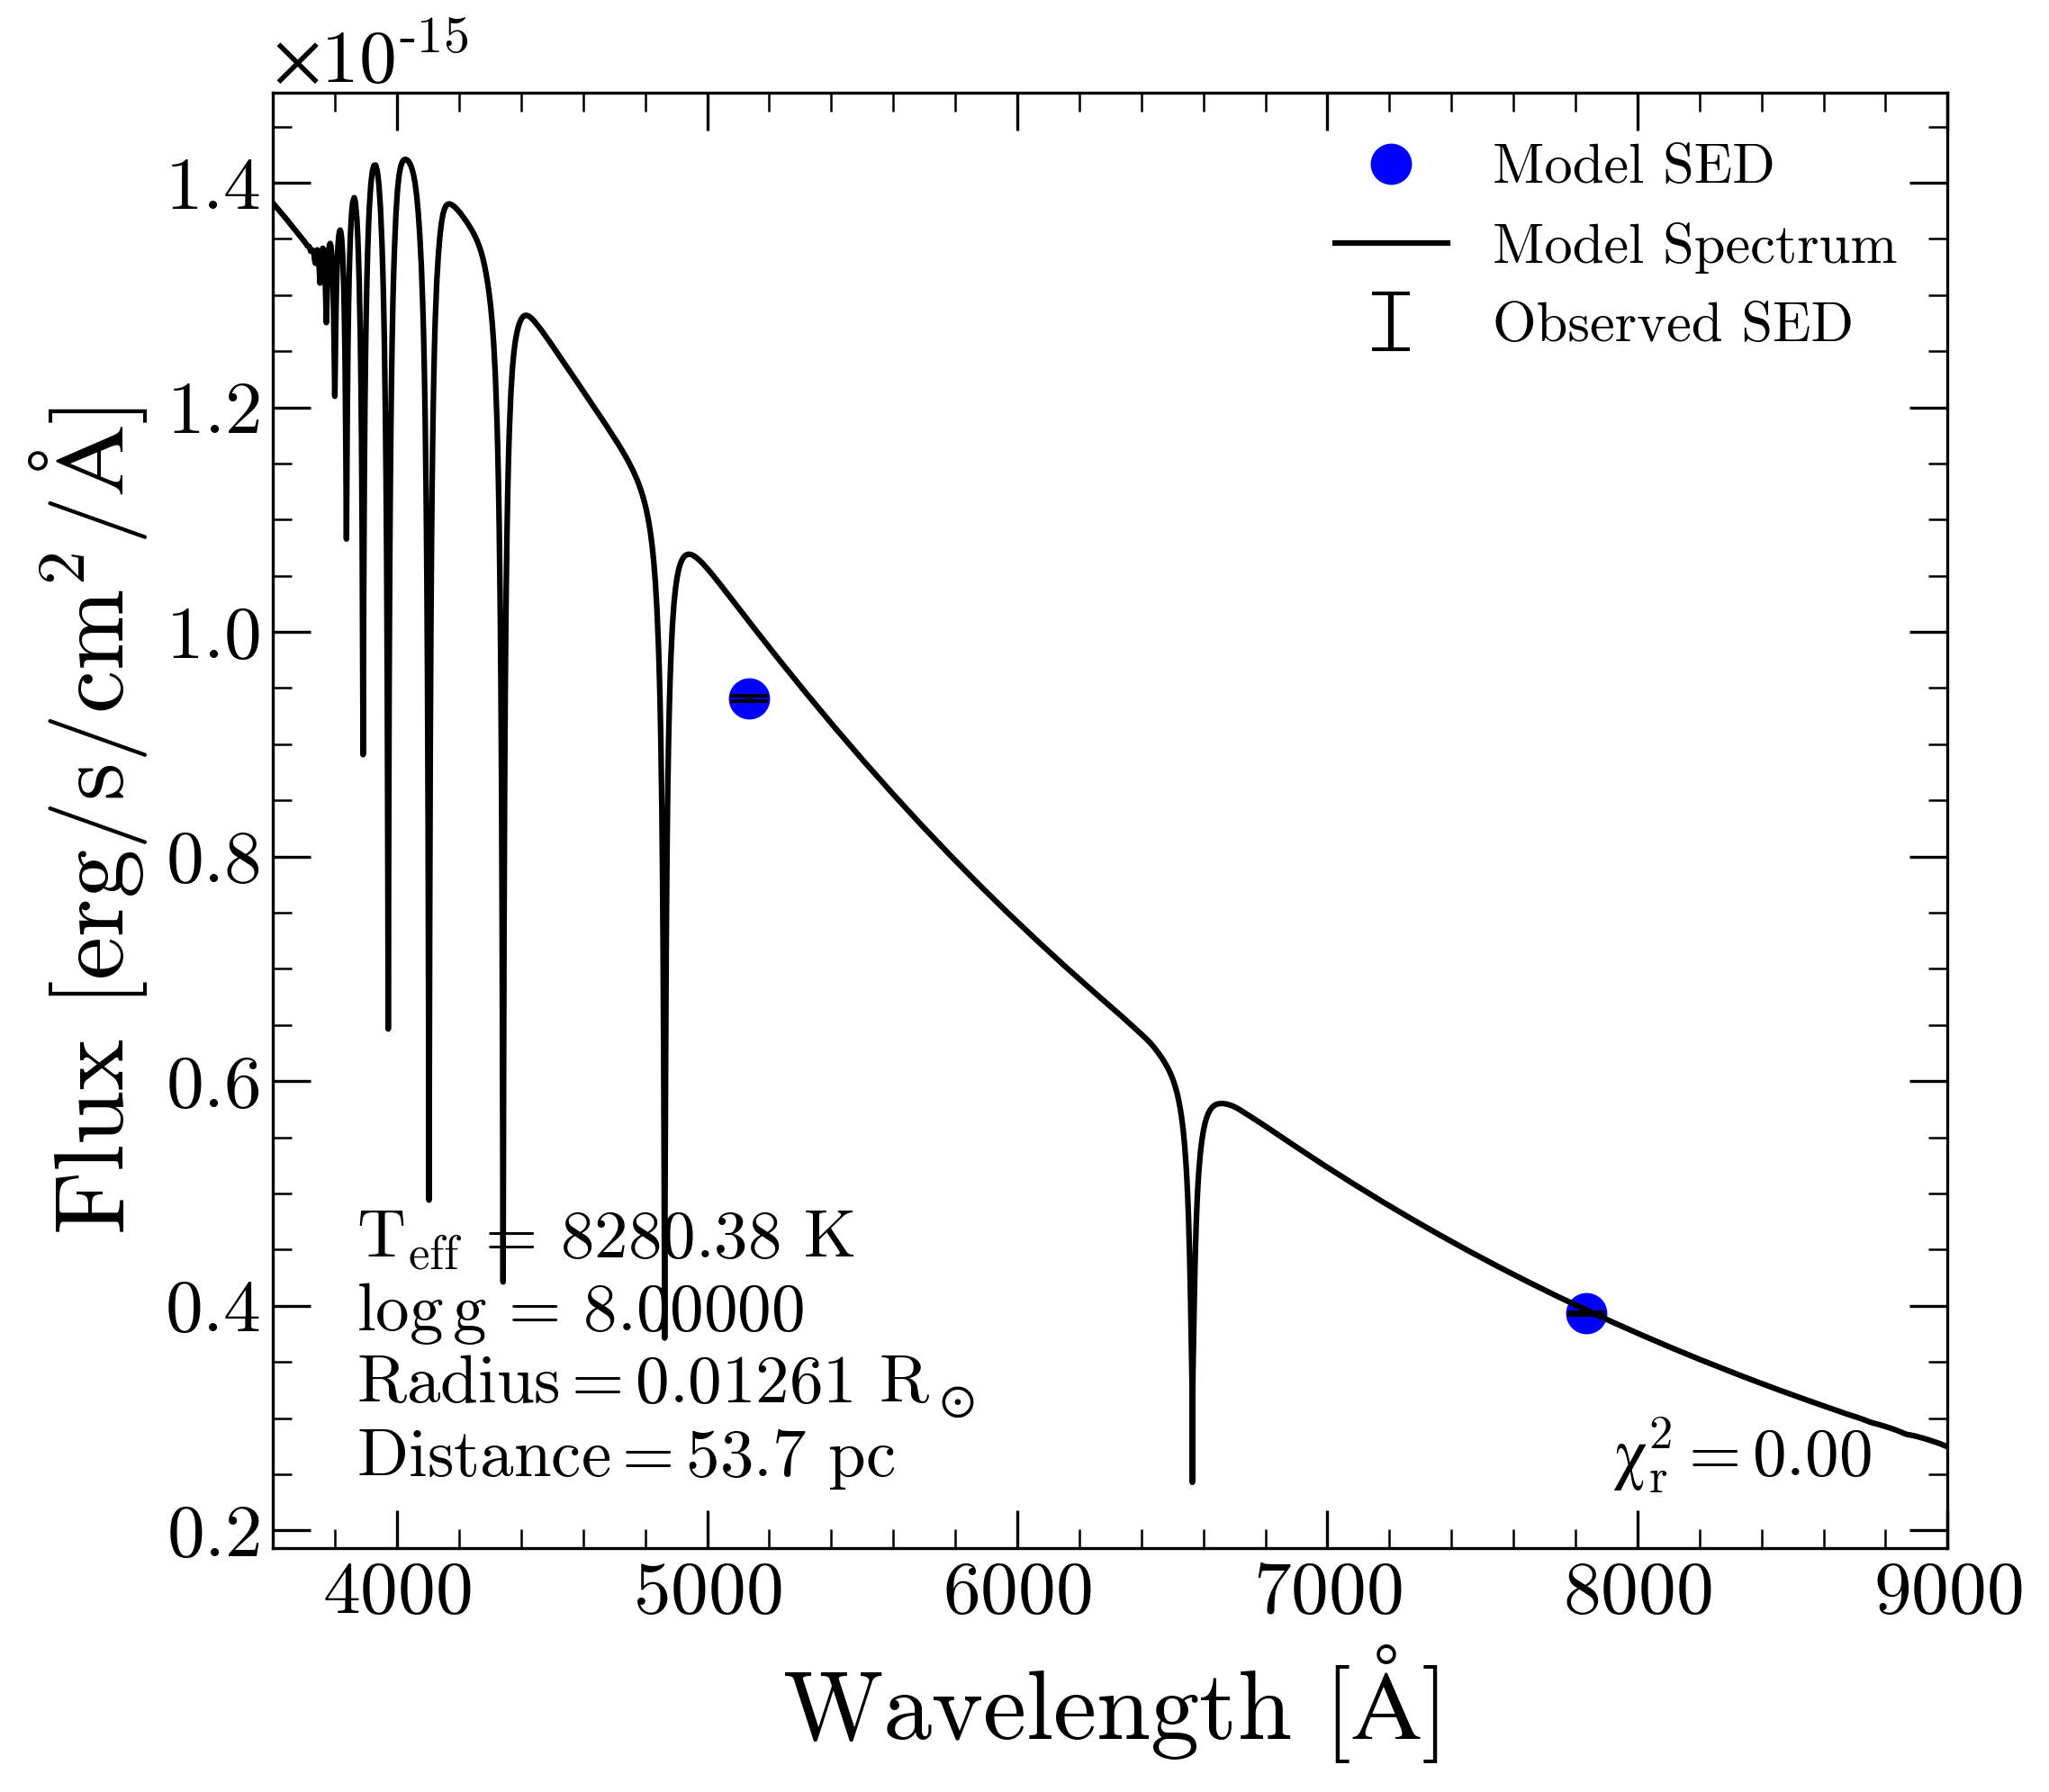 ×10-15
Model SED
Model Spectrum
Observed SED
1.4
1.2
1.0
0.8
0.6
0.4
0.2
Flux [erg/s/cm2/Å]
Teff = 8280.38 K
log g = 8.00000
Radius = 0.01261 R⊙
Distance = 53.7 pc
χ2r = 0.00
4000 5000 6000 7000 8000 9000
Wavelength [Å]